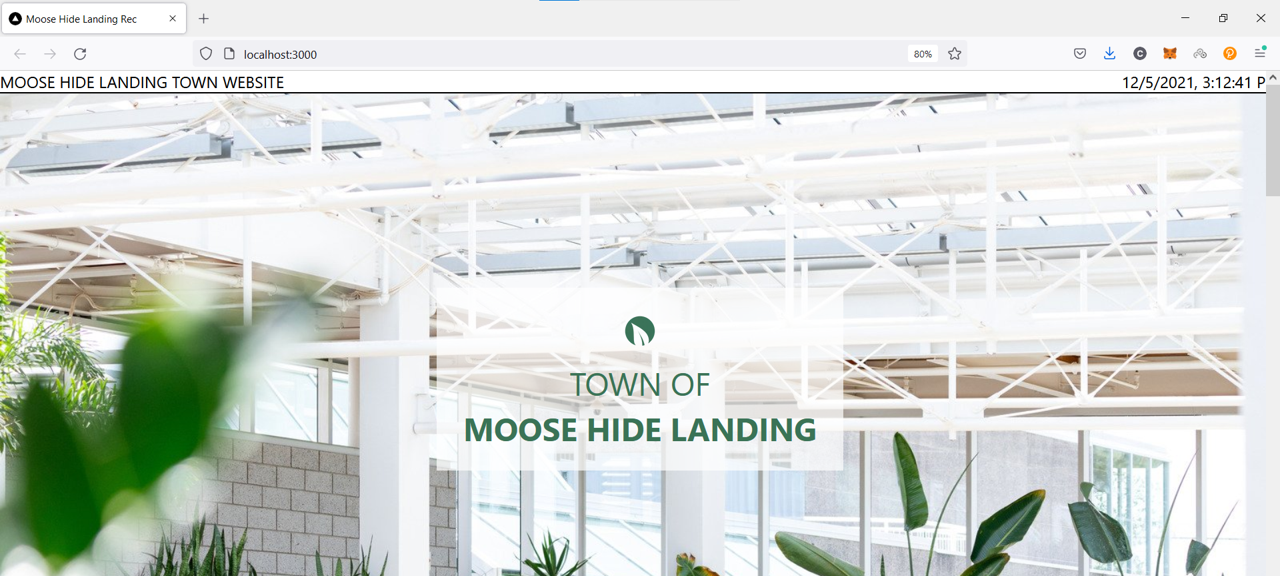 Moose Hide Landing Rec
localhost:3000
80%
MOOSE HIDE LANDING TOWN WEBSITE
12/5/2021, 3:12:41 P
TOWN OF
MOOSE HIDE LANDING